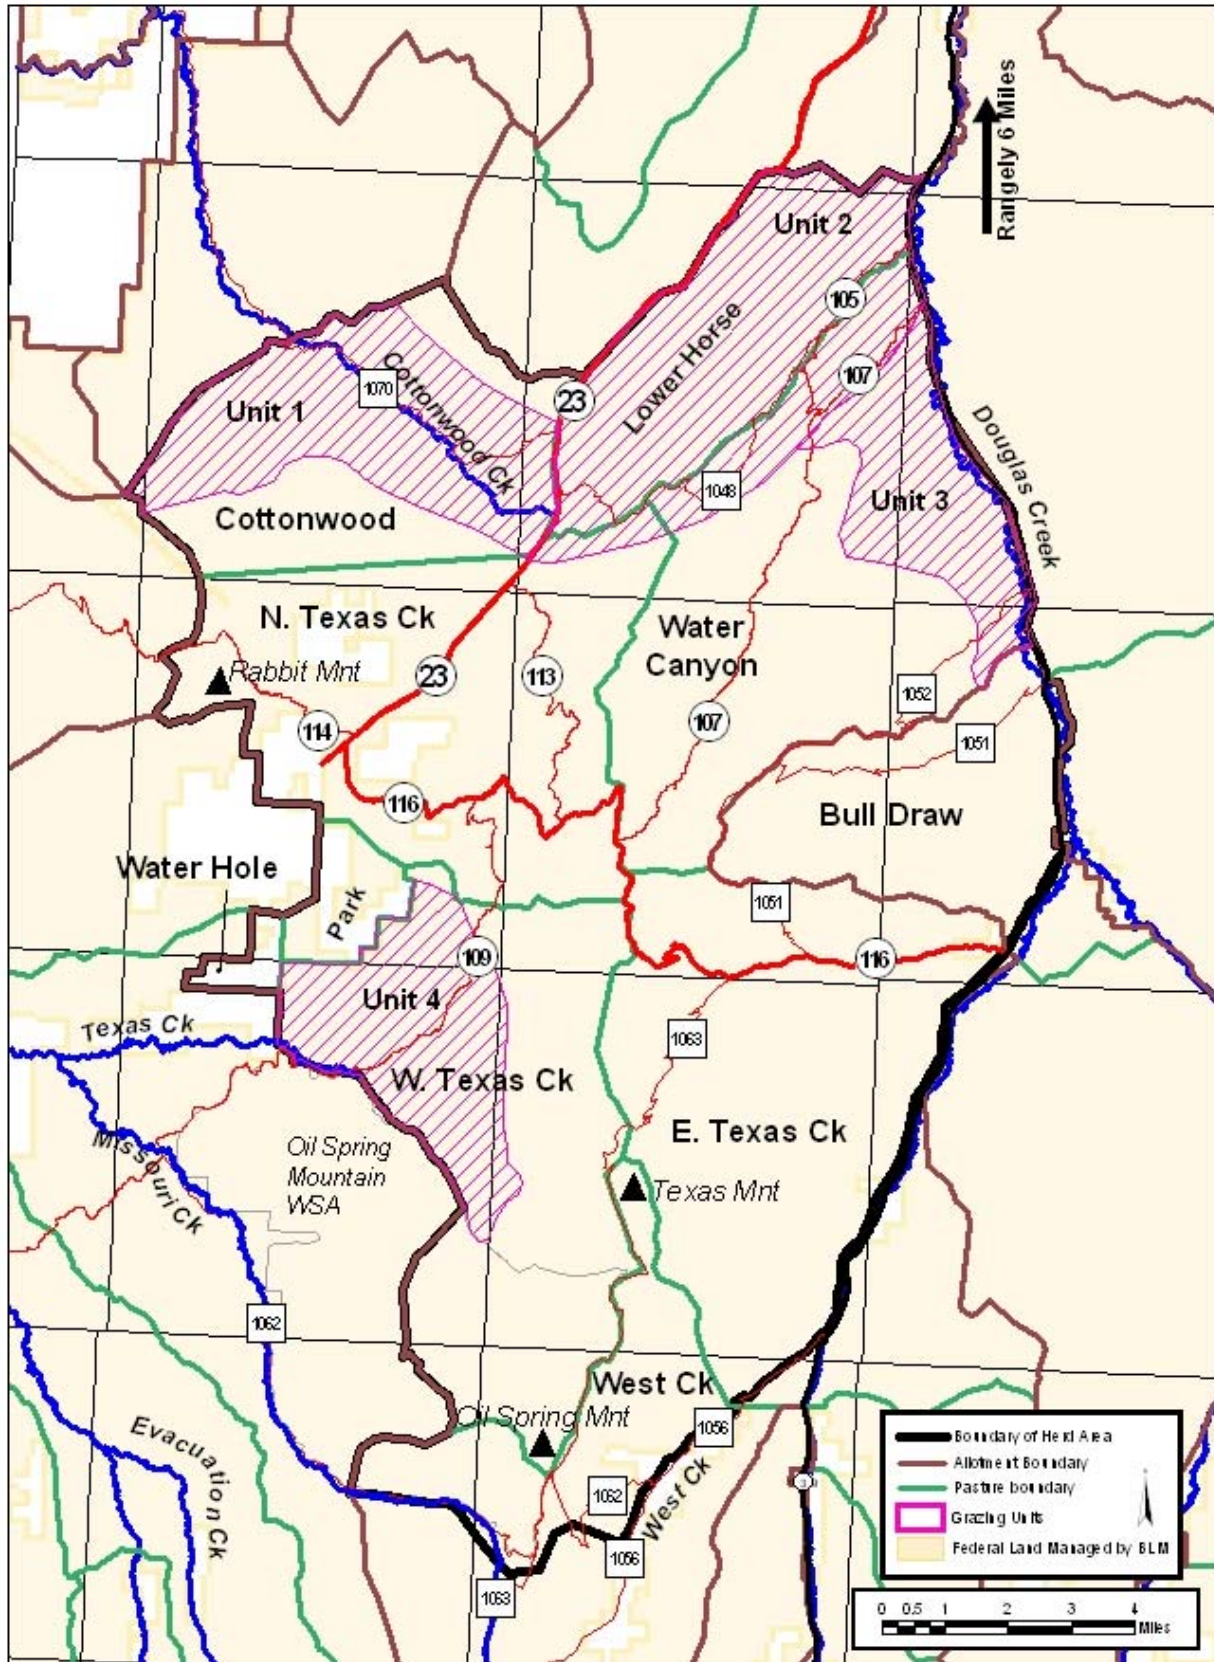 Rangely 6 Miles
Unit 2
105
Lower Horse
107
1070
Cottonwood Ck
23
Unit 1
Douglas Creek
1048
Unit 3
Cottonwood
N. Texas Ck
Water
Canyon
Rabbit Mnt
23
113
1052
107
114
1051
116
Bull Draw
Water Hole
Park
1051
109
116
Unit 4
Texas Ck
1063
W. Texas Ck
E. Texas Ck
Missouri Ck
Oil Spring
Mountain
WSA
Texas Mnt
1062
West Ck
Oil Spring Mnt
1056
Evacuation Ck
1062
West Ck
1056
1063
3
Boundary of Herd Area
Allotment Boundary
Pasture boundary
Grazing Units
Federal Land Managed by BLM
0 0.5 1 2 3 4
Miles